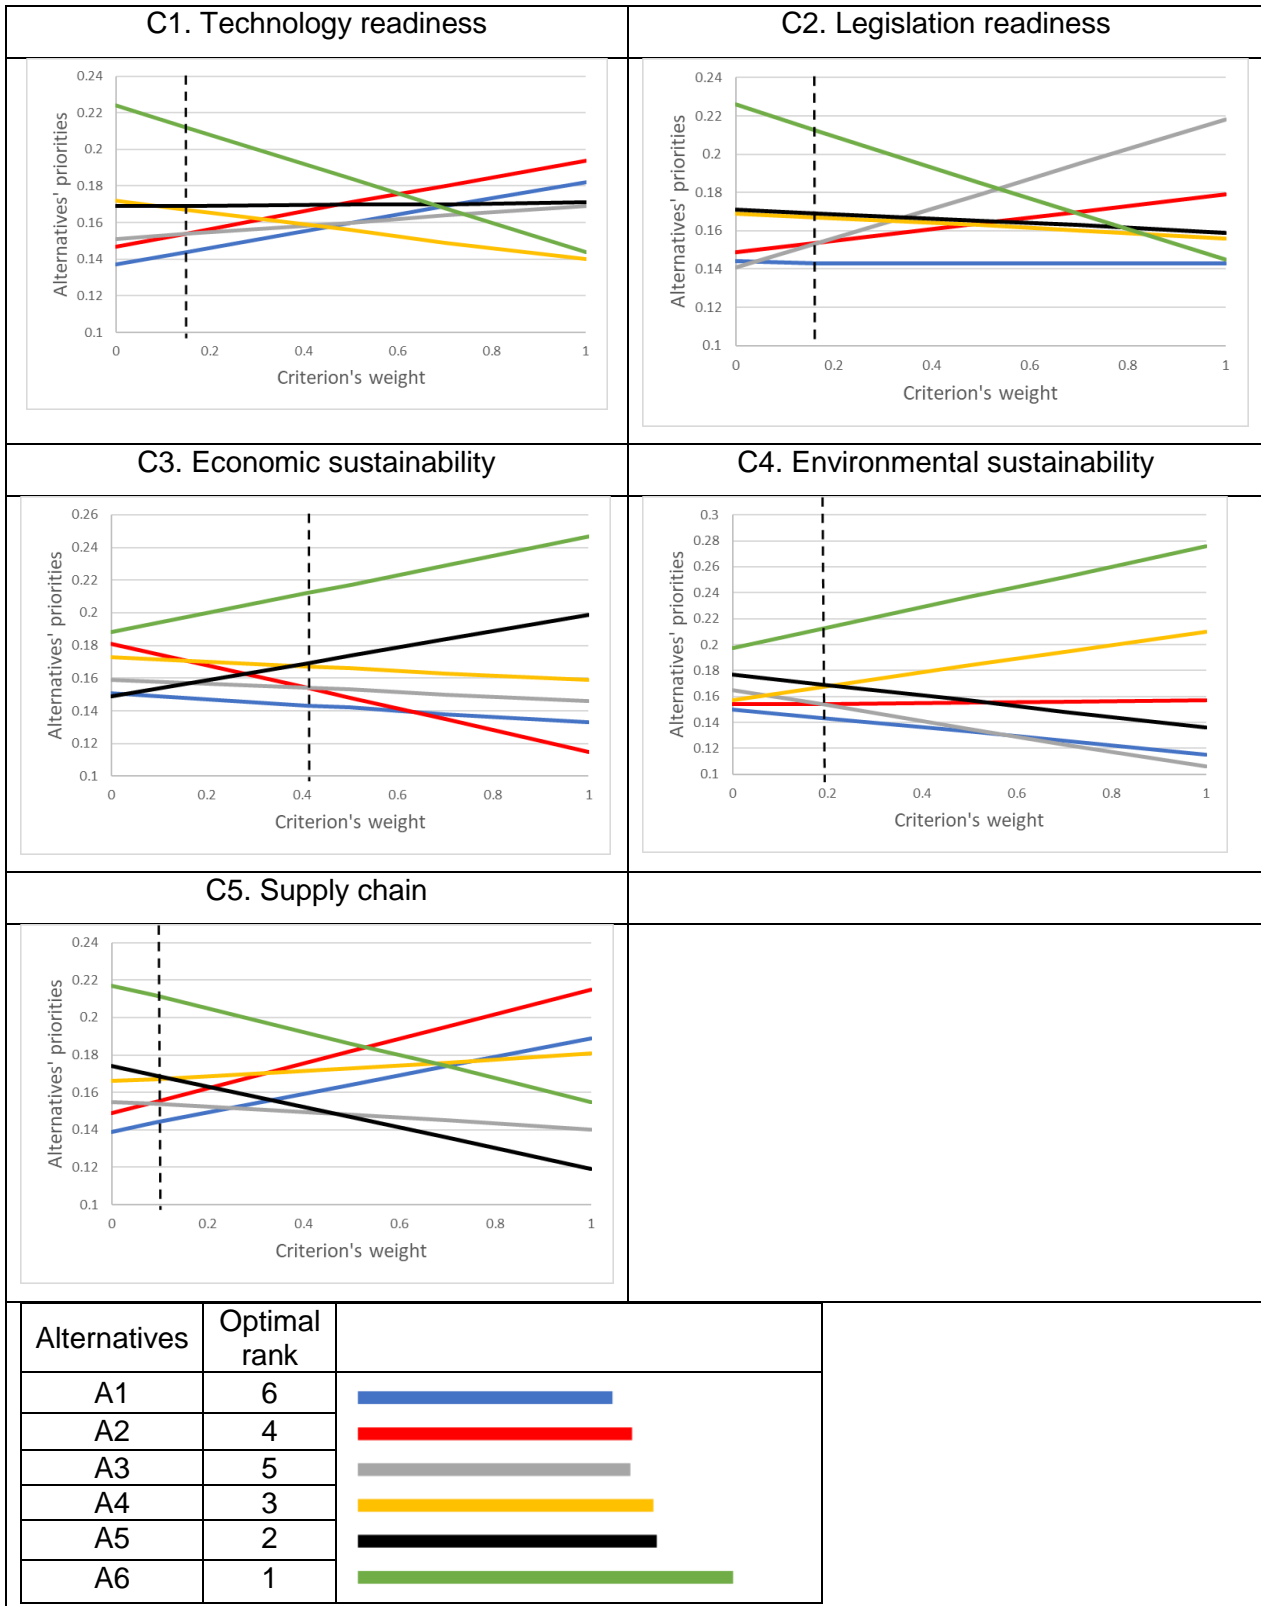 C1. Technology readiness
C2. Legislation readiness
0.24
0.22
0.2
0.18
0.16
0.14
0.12
0.1
Alternatives' priorities
0 0.2 0.4 0.6 0.8 1
Criterion's weight
0.24
0.22
0.2
0.18
0.16
0.14
0.12
0.1
Alternatives' priorities
0 0.2 0.4 0.6 0.8 1
Criterion's weight
C3. Economic sustainability
C4. Environmental sustainability
0.26
0.24
0.22
0.2
0.18
0.16
0.14
0.12
0.1
Alternatives' priorities
0 0.2 0.4 0.6 0.8 1
Criterion's weight
0.3
0.28
0.26
0.24
0.22
0.2
0.18
0.16
0.14
0.12
0.1
Alternatives' priorities
0 0.2 0.4 0.6 0.8 1
Criterion's weight
C5. Supply chain
0.24
0.22
0.2
0.18
0.16
0.14
0.12
0.1
Alternatives' priorities
0 0.2 0.4 0.6 0.8 1
Criterion's weight
Alternatives Optimal
rank
A1 6
A2 4
A3 5
A4 3
A5 2
A6 1